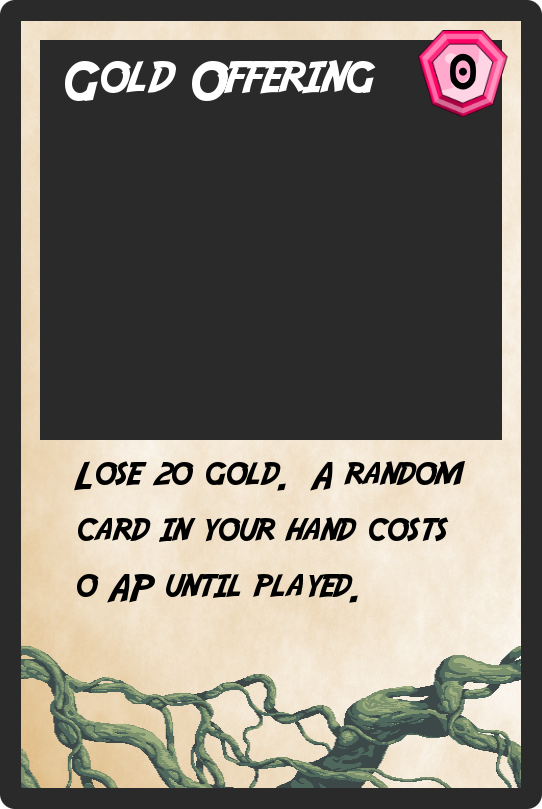 Gold Offering
0
Lose 20 gold. A random
card in your hand costs
0 AP until played.